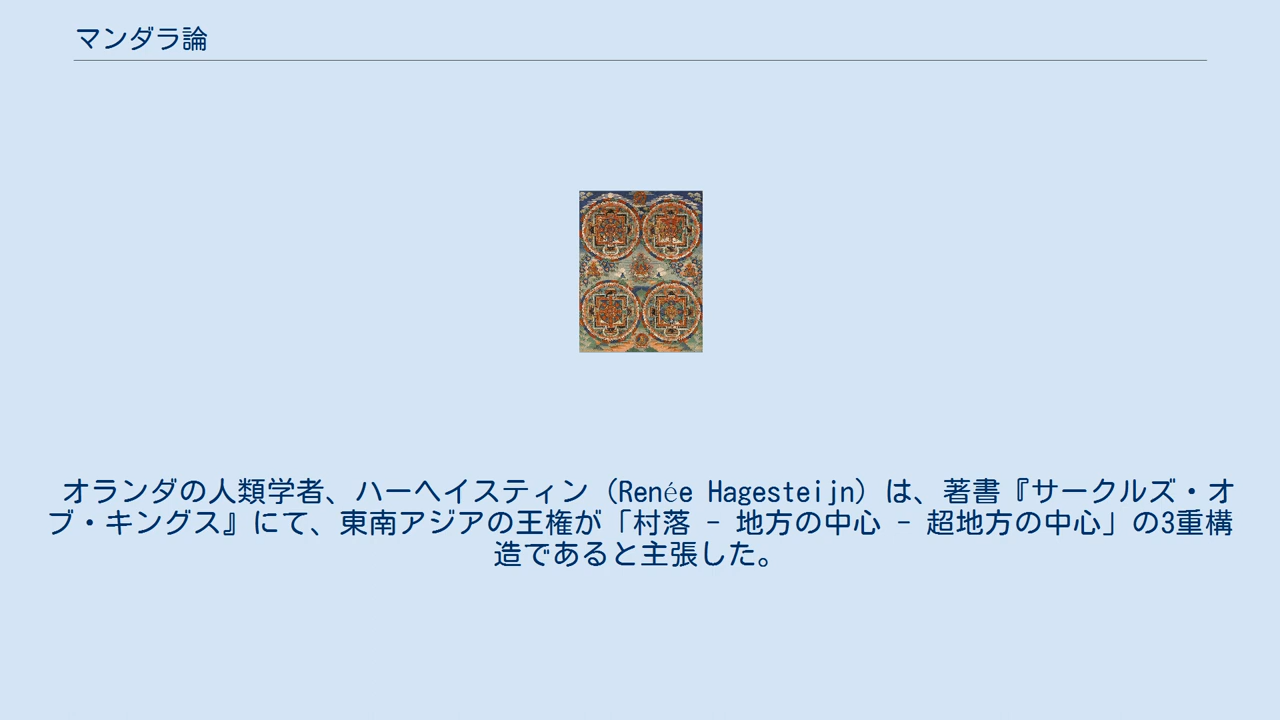 マンダラ論
オランダの人類学者、ハーヘイスティン（Renée Hagesteijn）は、著書『サークルズ・オ
ブ・キングス』にて、東南アジアの王権が「村落 － 地方の中心 － 超地方の中心」の3重構
造であると主張した。